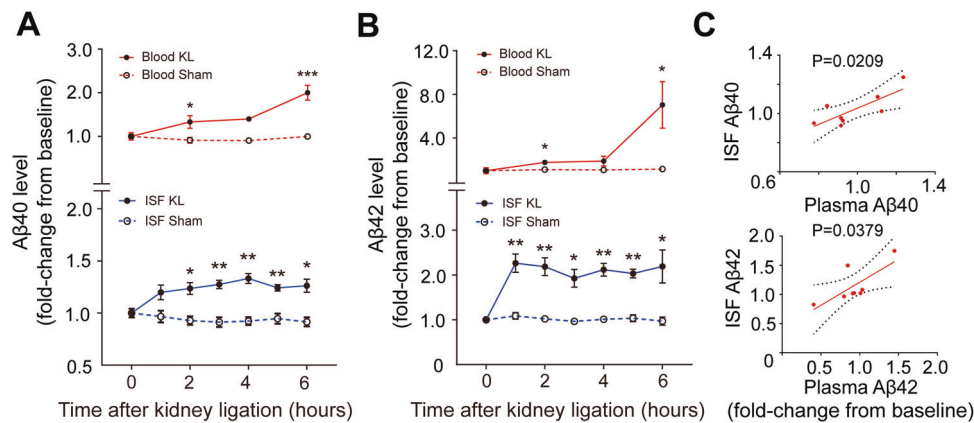 A
Aβ40 level
(fold-change from baseline)
2.0
1.5
1.0
Blood KL
Blood Sham
*
***
1.5
1.0
0.5
ISF KL
ISF Sham
*
**
**
**
*
0
2
4
6
Time after kidney ligation (hours)
B
Aβ42 level
(fold-change from baseline)
12.0
8.0
4.0
1.0
Blood KL
Blood Sham
*
*
3.0
2.0
1.0
0
ISF KL
ISF Sham
**
**
*
**
**
*
0
2
4
6
Time after kidney ligation (hours)
C
ISF Aβ40
1.4
1.0
0.6
P=0.0209
1.0
1.4
Plasma Aβ40
P=0.0379
ISF Aβ42
2.0
1.5
1.0
0.5
0
0.5
1.0
1.5
2.0
Plasma Aβ42
(fold-change from baseline)